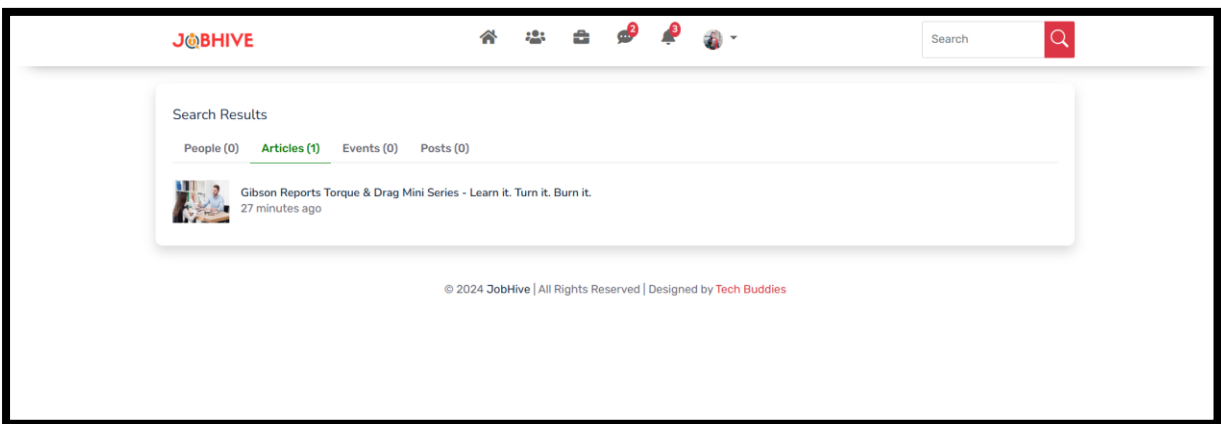 JOBHIVE
2
3
Search
Search Results
People (0) Articles (1) Events (0) Posts (0)
Gibson Reports Torque & Drag Mini Series - Learn it. Turn it. Burn it.
27 minutes ago
© 2024 JobHive | All Rights Reserved | Designed by Tech Buddies